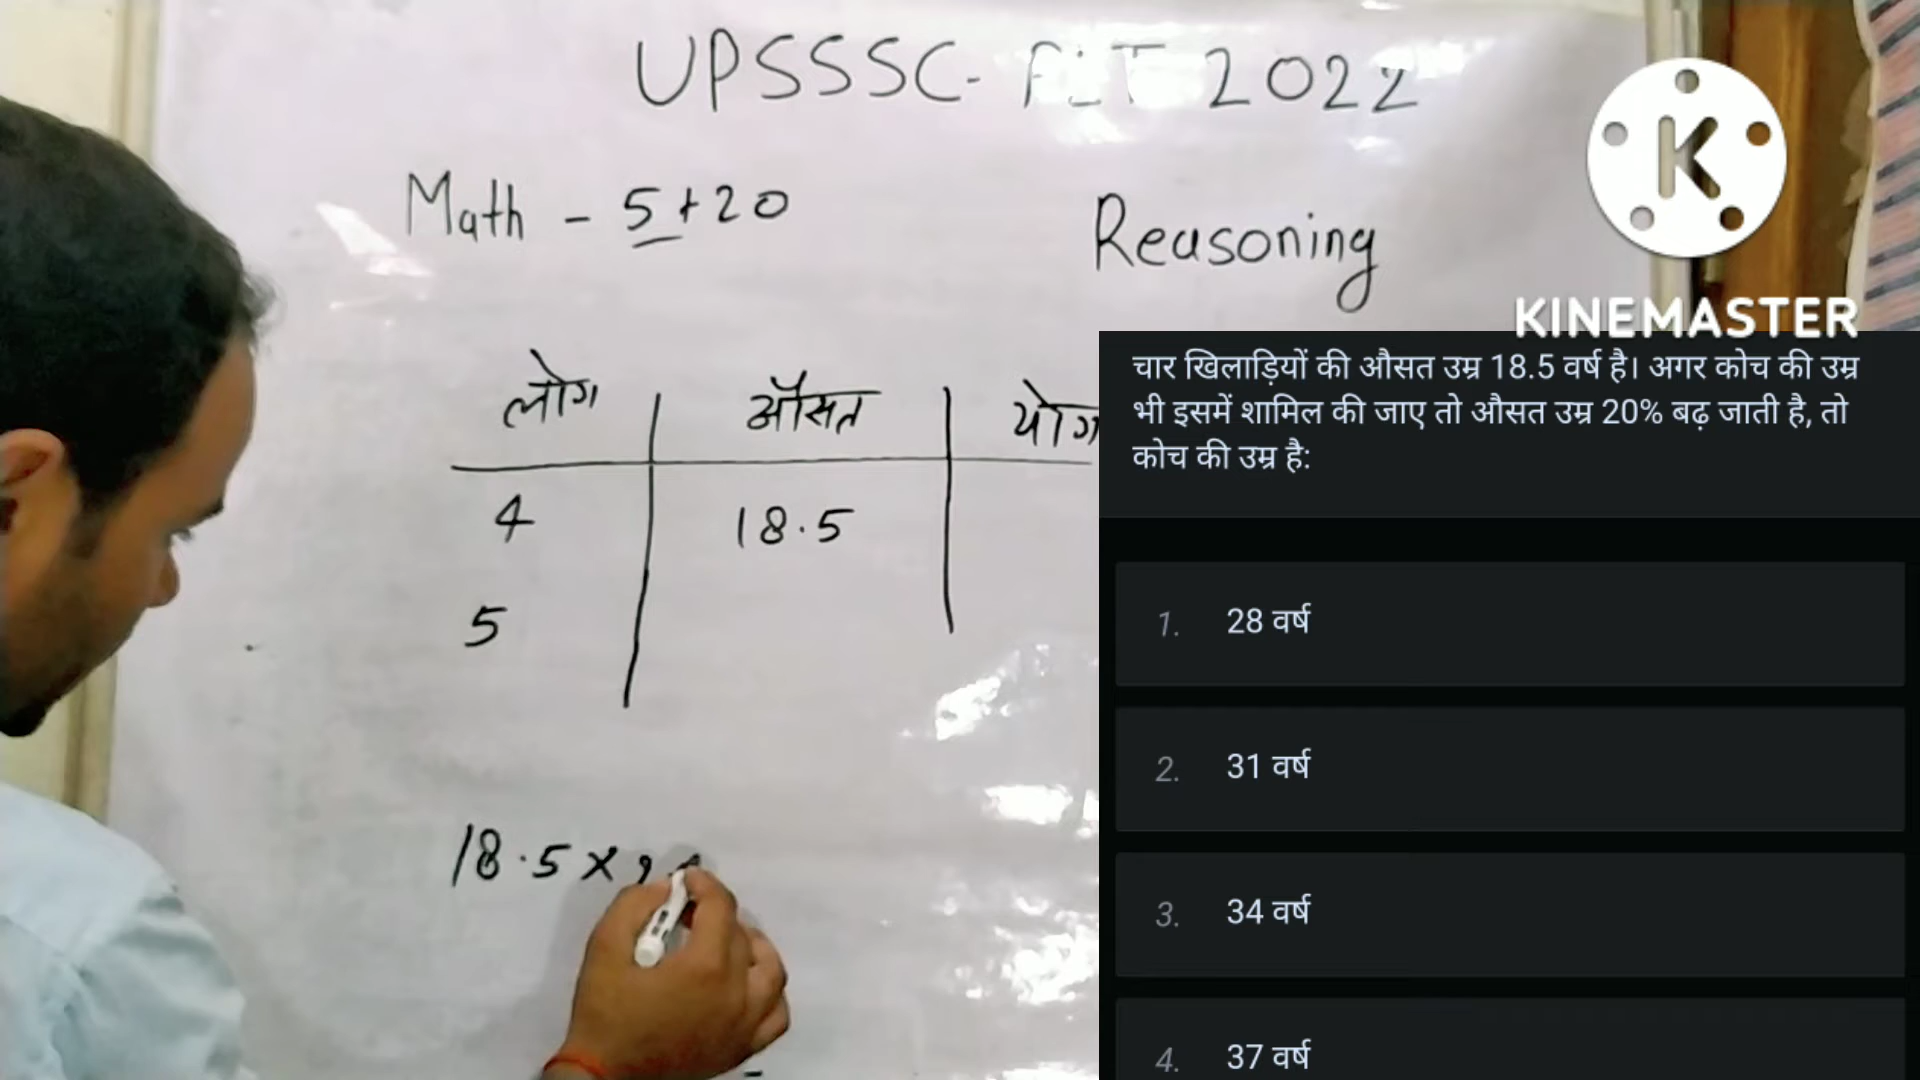 UPSSSC- PET 2022
Math - 5+20
Reasoning
KINEMASTER
लोग औसत योग
4 18.5
5
18.5 ×
चार खिलाड़ियों की औसत उम्र 18.5 वर्ष है। अगर कोच की उम्र
भी इसमें शामिल की जाए तो औसत उम्र 20% बढ़ जाती है, तो
कोच की उम्र है:
1. 28 वर्ष
2. 31 वर्ष
3. 34 वर्ष
4. 37 वर्ष